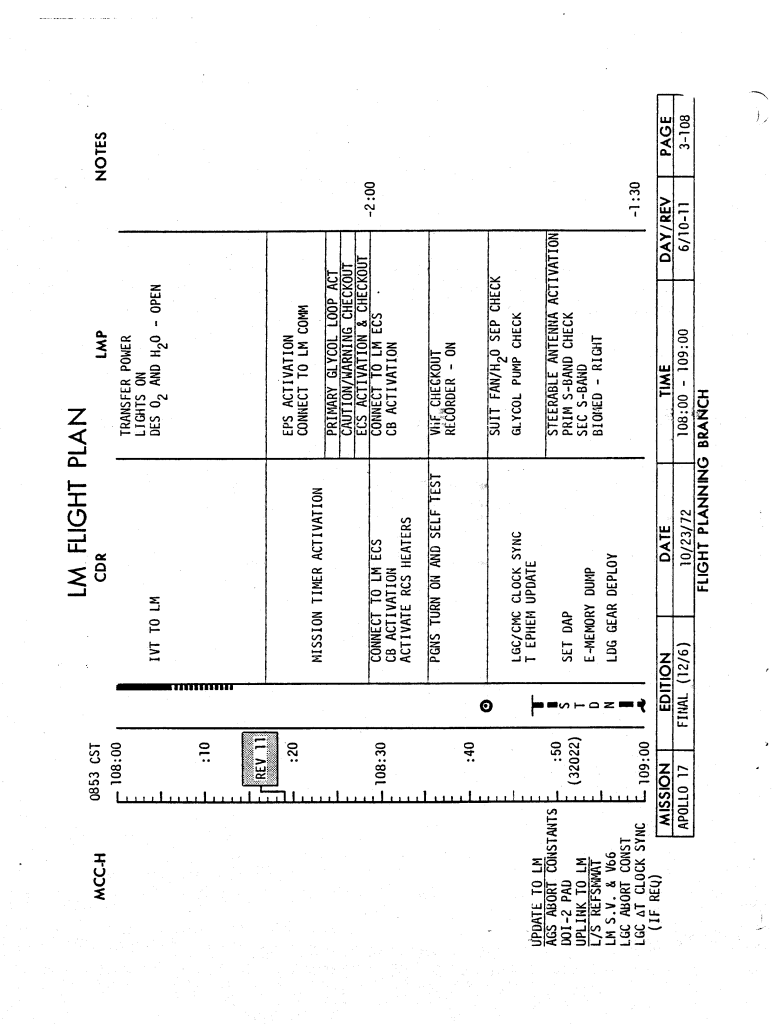 LM FLIGHT PLAN
MCC-H
0853 CST
CDR
LMP
NOTES
108:00
:10
REV 11
:20
108:30
:40
:50
(32022)
109:00
UPDATE TO LM
AGS ABORT CONSTANTS
DOI-2 PAD
UPLINK TO LM
L/S REFSMMAT
LM S.V. & V66
LGC ABORT CONST
LGC ΔT CLOCK SYNC
(IF REQ)
S
T
D
N
IVT TO LM
MISSION TIMER ACTIVATION
CONNECT TO LM ECS
CB ACTIVATION
ACTIVATE RCS HEATERS
PGNS TURN ON AND SELF TEST
LGC/CMC CLOCK SYNC
T EPHEM UPDATE
SET DAP
E-MEMORY DUMP
LDG GEAR DEPLOY
TRANSFER POWER
LIGHTS ON
DES O2 AND H2O - OPEN
EPS ACTIVATION
CONNECT TO LM COMM
PRIMARY GLYCOL LOOP ACT
CAUTION/WARNING CHECKOUT
ECS ACTIVATION & CHECKOUT
CONNECT TO LM ECS
CB ACTIVATION
VHF CHECKOUT
RECORDER - ON
SUIT FAN/H2O SEP CHECK
GLYCOL PUMP CHECK
STEERABLE ANTENNA ACTIVATION
PRIM S-BAND CHECK
SEC S-BAND
BIOMED - RIGHT
-2:00
-1:30
MISSION EDITION DATE TIME DAY/REV PAGE
APOLLO 17 FINAL (12/6) 10/23/72 108:00 - 109:00 6/10-11 3-108
FLIGHT PLANNING BRANCH